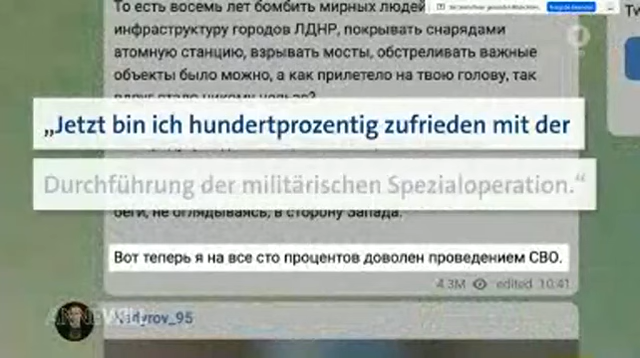 То есть восемь лет бомбить мирных людей
инфраструктуру городов ЛДНР, покрывать снарядами
атомную станцию, взрывать мосты, обстреливать важные
объекты было можно, а как прилетело на твою голову, так
„Jetzt bin ich hundertprozentig zufrieden mit der
Durchführung der militärischen Spezialoperation.“
беги, не оглядываясь, в сторону Запада.
Вот теперь я на все сто процентов доволен проведением СВО.
4.3M edited 10:41
Kadyrov_95